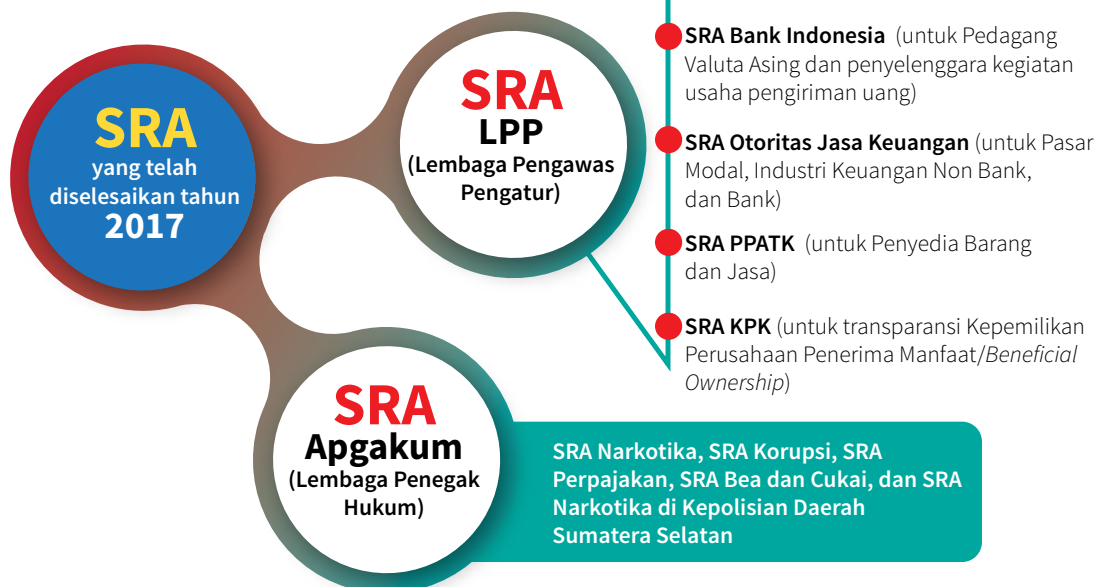 SRA
yang telah
diselesaikan tahun
2017
SRA
LPP
(Lembaga Pengawas
Pengatur)
SRA Bank Indonesia (untuk Pedagang
Valuta Asing dan penyelenggara kegiatan
usaha pengiriman uang)
SRA Otoritas Jasa Keuangan (untuk Pasar
Modal, Industri Keuangan Non Bank,
dan Bank)
SRA PPATK (untuk Penyedia Barang
dan Jasa)
SRA KPK (untuk transparansi Kepemilikan
Perusahaan Penerima Manfaat/Beneficial
Ownership)
SRA
Apgakum
(Lembaga Penegak
Hukum)
SRA Narkotika, SRA Korupsi, SRA
Perpajakan, SRA Bea dan Cukai, dan SRA
Narkotika di Kepolisian Daerah
Sumatera Selatan